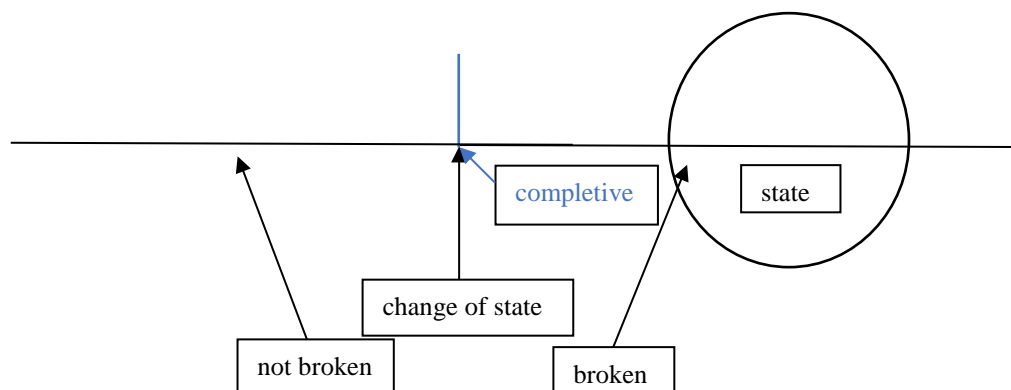 completive
state
change of state
not broken
broken